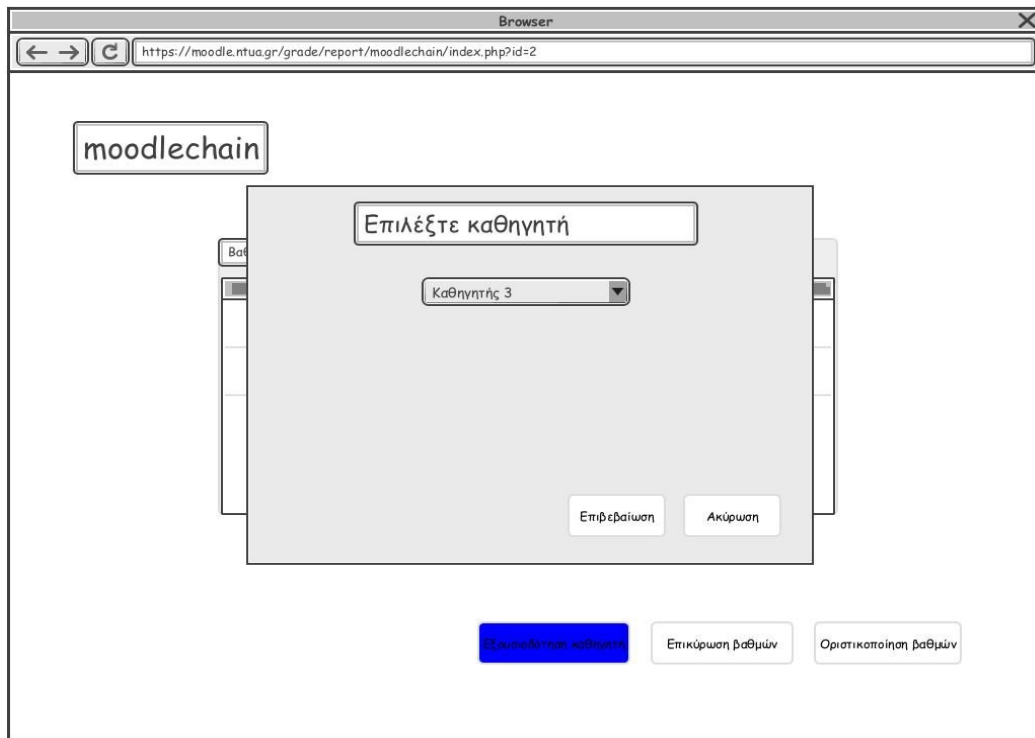 Browser
https://moodle.ntua.gr/grade/report/moodlechain/index.php?id=2
moodlechain
Επιλέξτε καθηγητή
Καθηγητής 3
Επιβεβαίωση Ακύρωση
Εξουσιοδότηση καθηγητή Επικύρωση βαθμών Οριστικοποίηση βαθμών